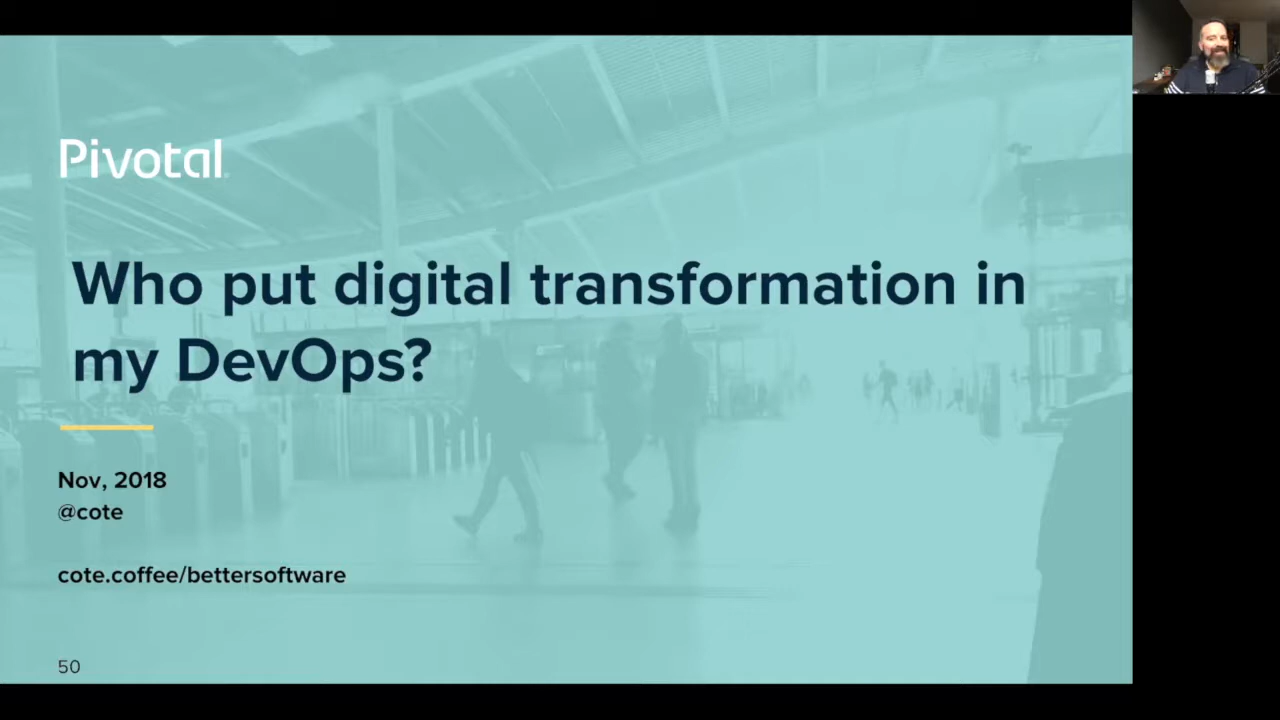 Pivotal
Who put digital transformation in
my DevOps?
Nov, 2018
@cote
cote.coffee/bettersoftware
50